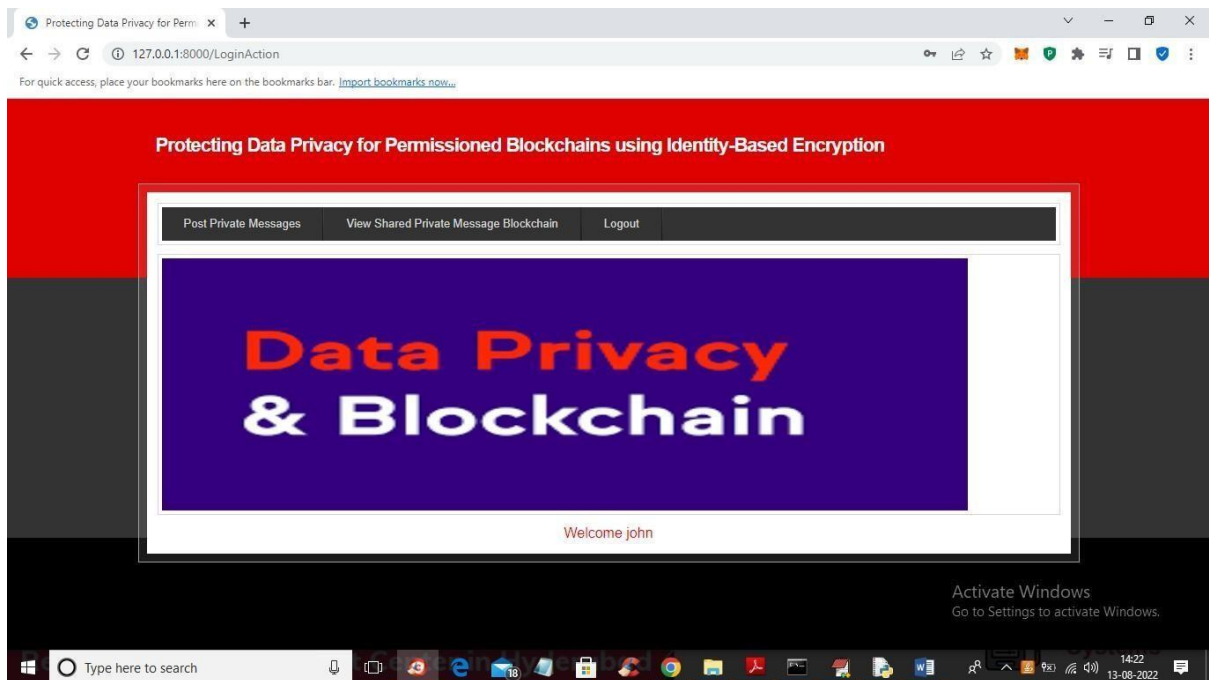 Protecting Data Privacy for Perm
127.0.0.1:8000/LoginAction
For quick access, place your bookmarks here on the bookmarks bar. Import bookmarks now...
Protecting Data Privacy for Permissioned Blockchains using Identity-Based Encryption
Post Private Messages View Shared Private Message Blockchain Logout
Data Privacy
& Blockchain
Welcome john
Activate Windows
Go to Settings to activate Windows.
Type here to search
18
14:22
13-08-2022